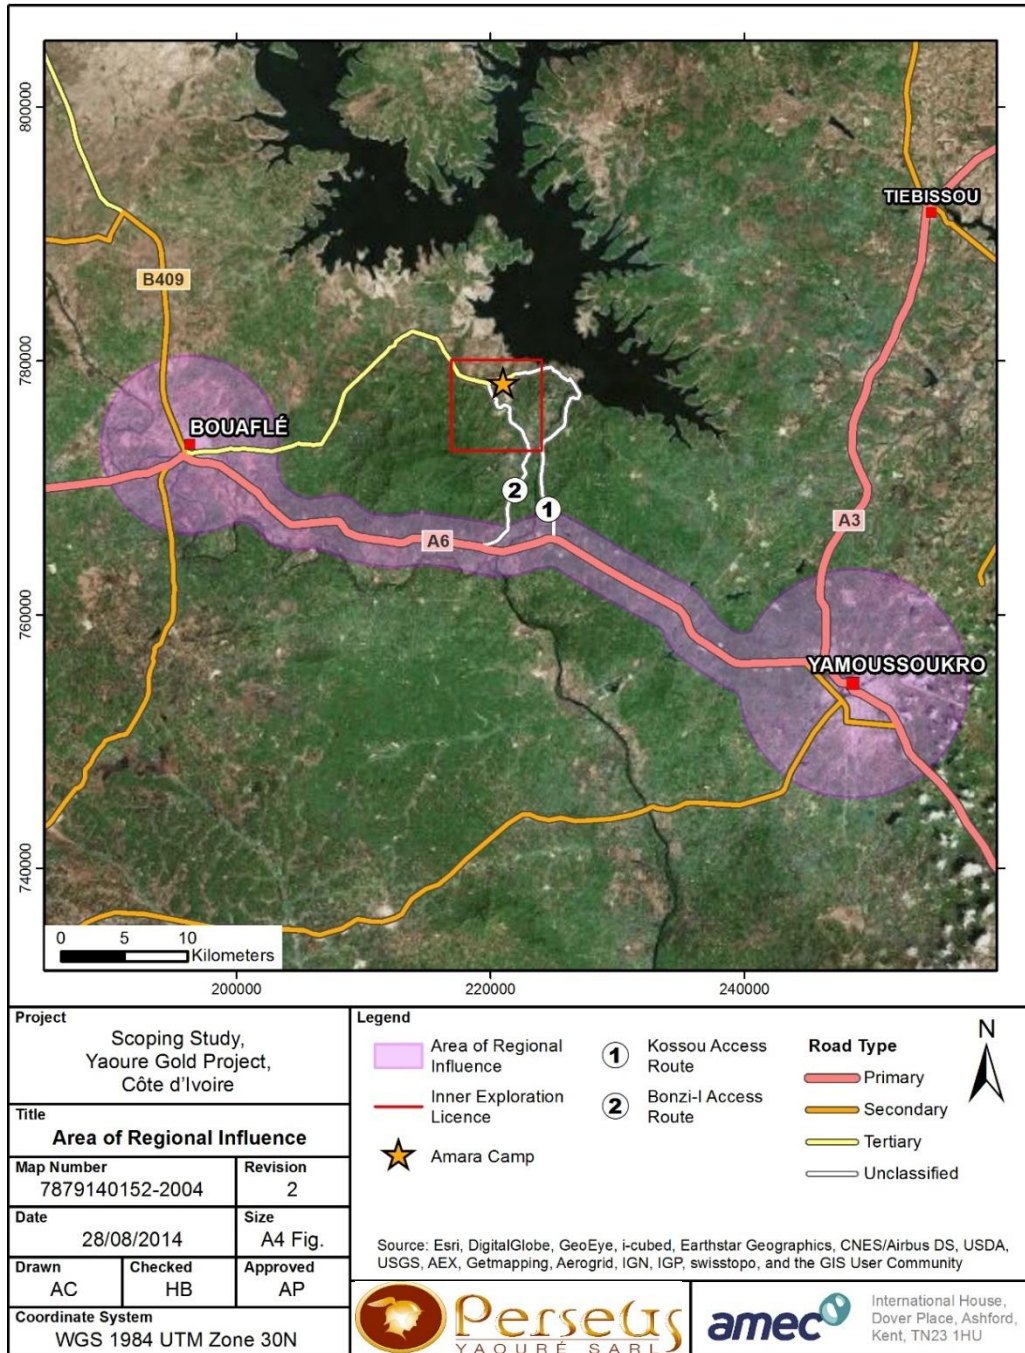 800000
780000
760000
740000
TIEBISSOU
B409
BOUAFLÉ
2
1
A6
A3
YAMOUSSOUKRO
0 5 10
Kilometers
200000 220000 240000
Project
Scoping Study,
Yaoure Gold Project,
Côte d'Ivoire
Title
Area of Regional Influence
Map Number
7879140152-2004
Revision
2
Date
28/08/2014
Size
A4 Fig.
Drawn
AC
Checked
HB
Approved
AP
Coordinate System
WGS 1984 UTM Zone 30N
Legend
Area of Regional
Influence
Inner Exploration
Licence
Amara Camp
1 Kossou Access
Route
2 Bonzi-I Access
Route
Road Type
Primary
Secondary
Tertiary
Unclassified
N
Source: Esri, DigitalGlobe, GeoEye, i-cubed, Earthstar Geographics, CNES/Airbus DS, USDA,
USGS, AEX, Getmapping, Aerogrid, IGN, IGP, swisstopo, and the GIS User Community
Perseus
YAOURÉ SARL
amec
International House,
Dover Place, Ashford,
Kent, TN23 1HU